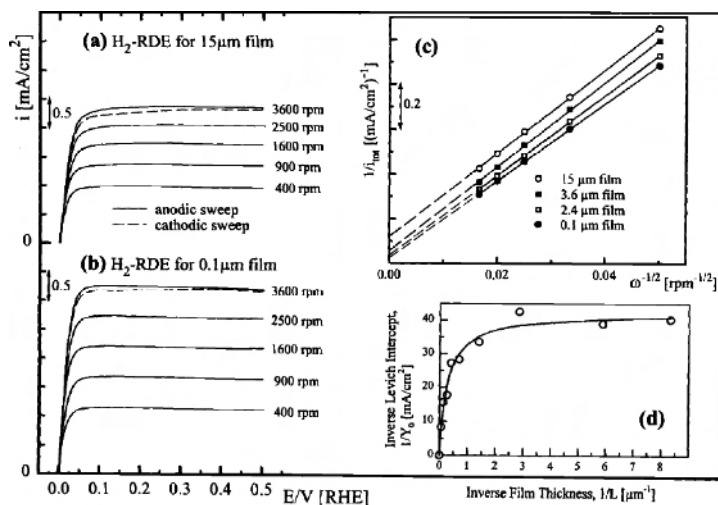 (a) H₂-RDE for 15μm film
i [mA/cm²]
0.5
3600 rpm
2500 rpm
1600 rpm
900 rpm
400 rpm
anodic sweep
cathodic sweep
0
(b) H₂-RDE for 0.1μm film
0.5
3600 rpm
2500 rpm
1600 rpm
900 rpm
400 rpm
0
0.0 0.1 0.2 0.3 0.4 0.5
E/V [RHE]
(c)
1/iₜₒₜ [(mA/cm²)⁻¹]
0.2
15 μm film
3.6 μm film
2.4 μm film
0.1 μm film
0.00 0.02 0.04
ω⁻¹/² [rpm⁻¹/²]
Inverse Levich Intercept,
1/Y₀ [mA/cm²]
40
30
20
10
0
(d)
0 1 2 3 4 5 6 7 8
Inverse Film Thickness, 1/L [μm⁻¹]